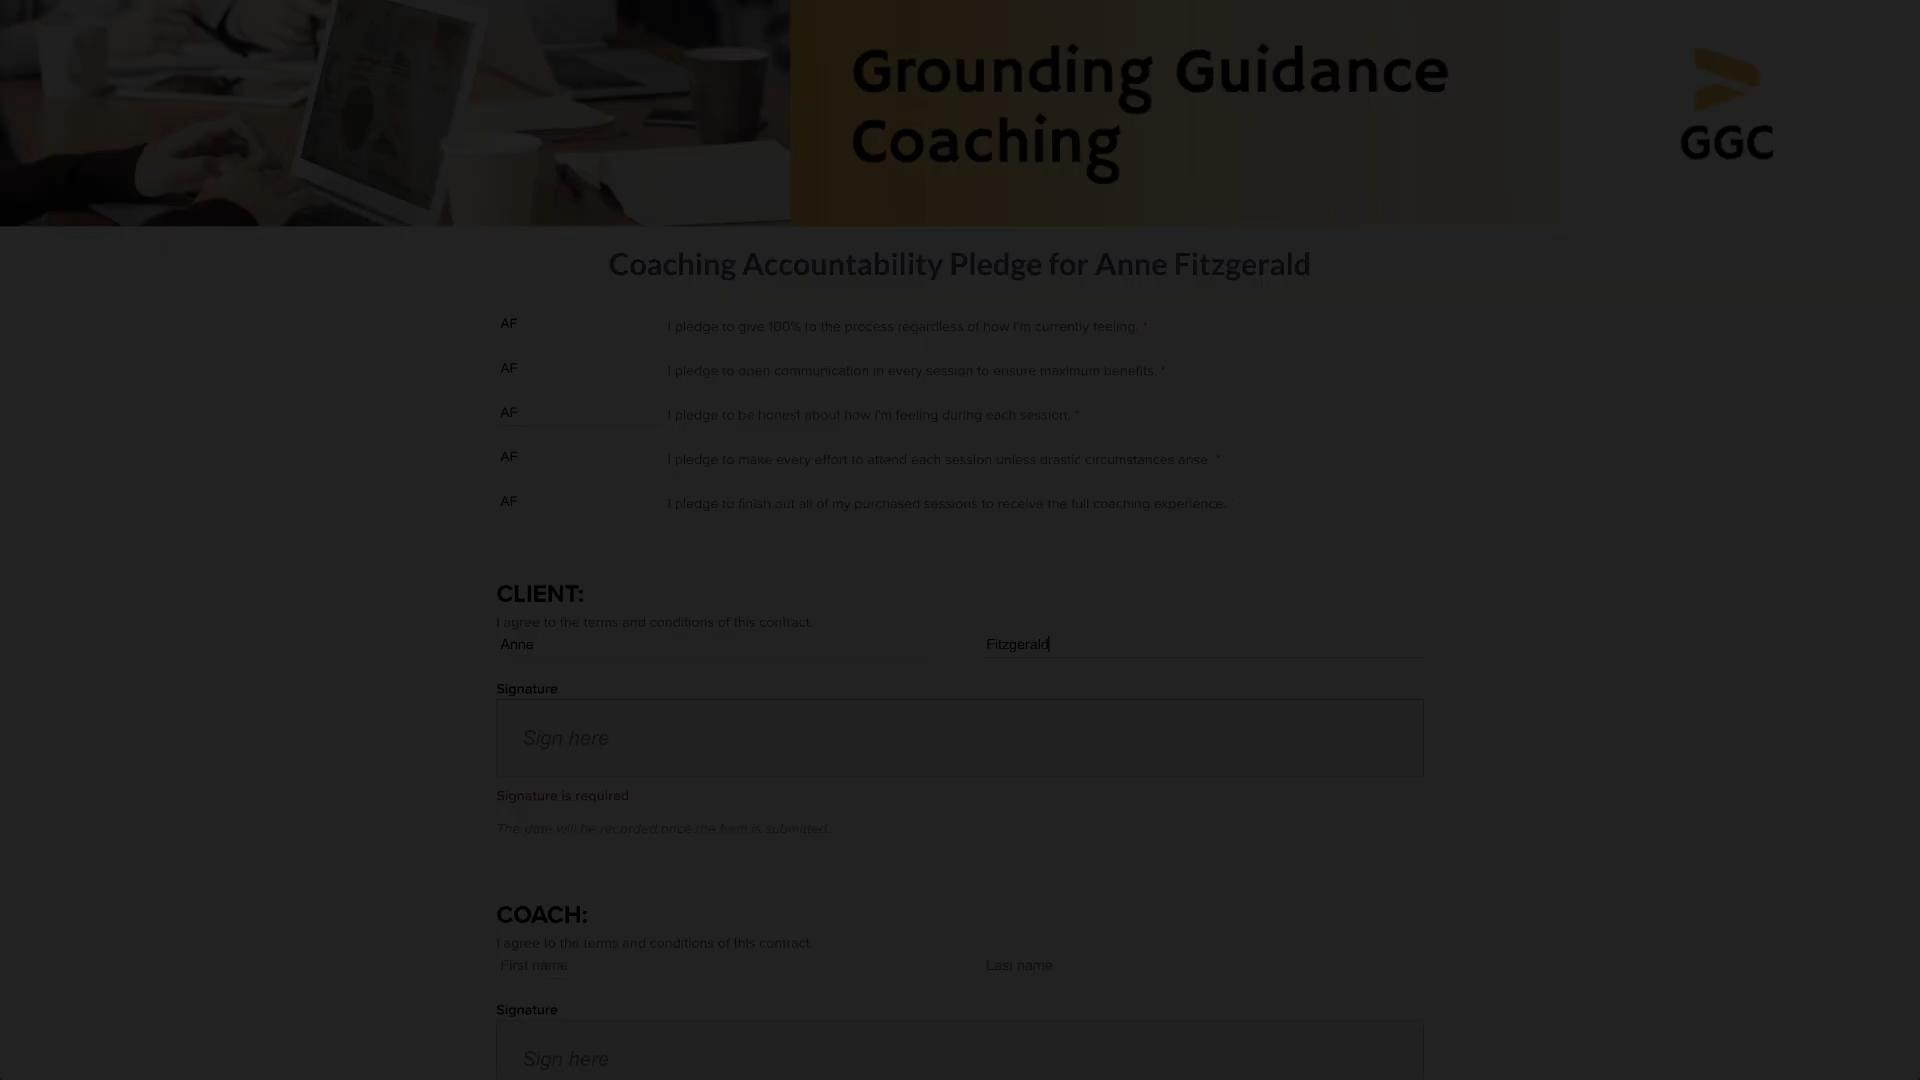 Grounding Guidance
Coaching
GGC
Coaching Accountability Pledge for Anne Fitzgerald
AF I pledge to give 100% to the process regardless of how I'm currently feeling. *
AF I pledge to open communication in every session to ensure maximum benefits. *
AF I pledge to be honest about how I'm feeling during each session. *
AF I pledge to make every effort to attend each session unless drastic circumstances arise. *
AF I pledge to finish out all of my purchased sessions to receive the full coaching experience.
CLIENT:
I agree to the terms and conditions of this contract.
Anne Fitzgerald
Signature
Sign here
Signature is required
The date will be recorded once the form is submitted.
COACH:
I agree to the terms and conditions of this contract.
First name Last name
Signature
Sign here